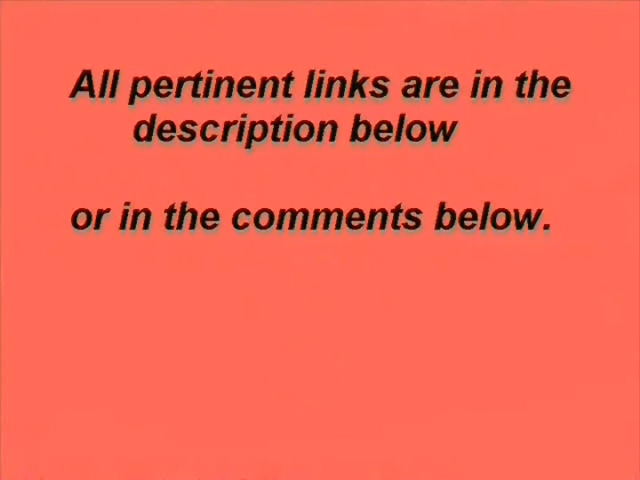 All pertinent links are in the
description below
or in the comments below.